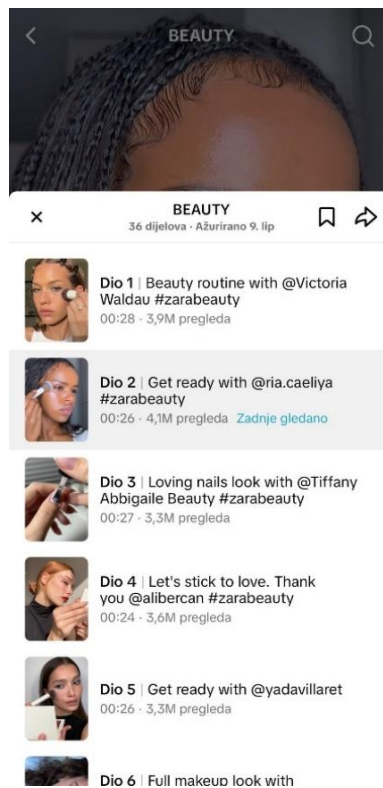 BEAUTY
BEAUTY
36 dijelova · Ažurirano 9. lip
Dio 1 | Beauty routine with @Victoria
Waldau #zarabeauty
00:28 · 3,9M pregleda
Dio 2 | Get ready with @ria.caeliya
#zarabeauty
00:26 · 4,1M pregleda Zadnje gledano
Dio 3 | Loving nails look with @Tiffany
Abbigaile Beauty #zarabeauty
00:27 · 3,3M pregleda
Dio 4 | Let's stick to love. Thank
you @alibercan #zarabeauty
00:24 · 3,6M pregleda
Dio 5 | Get ready with @yadavillaret
00:26 · 3,3M pregleda
Dio 6 | Full makeup look with